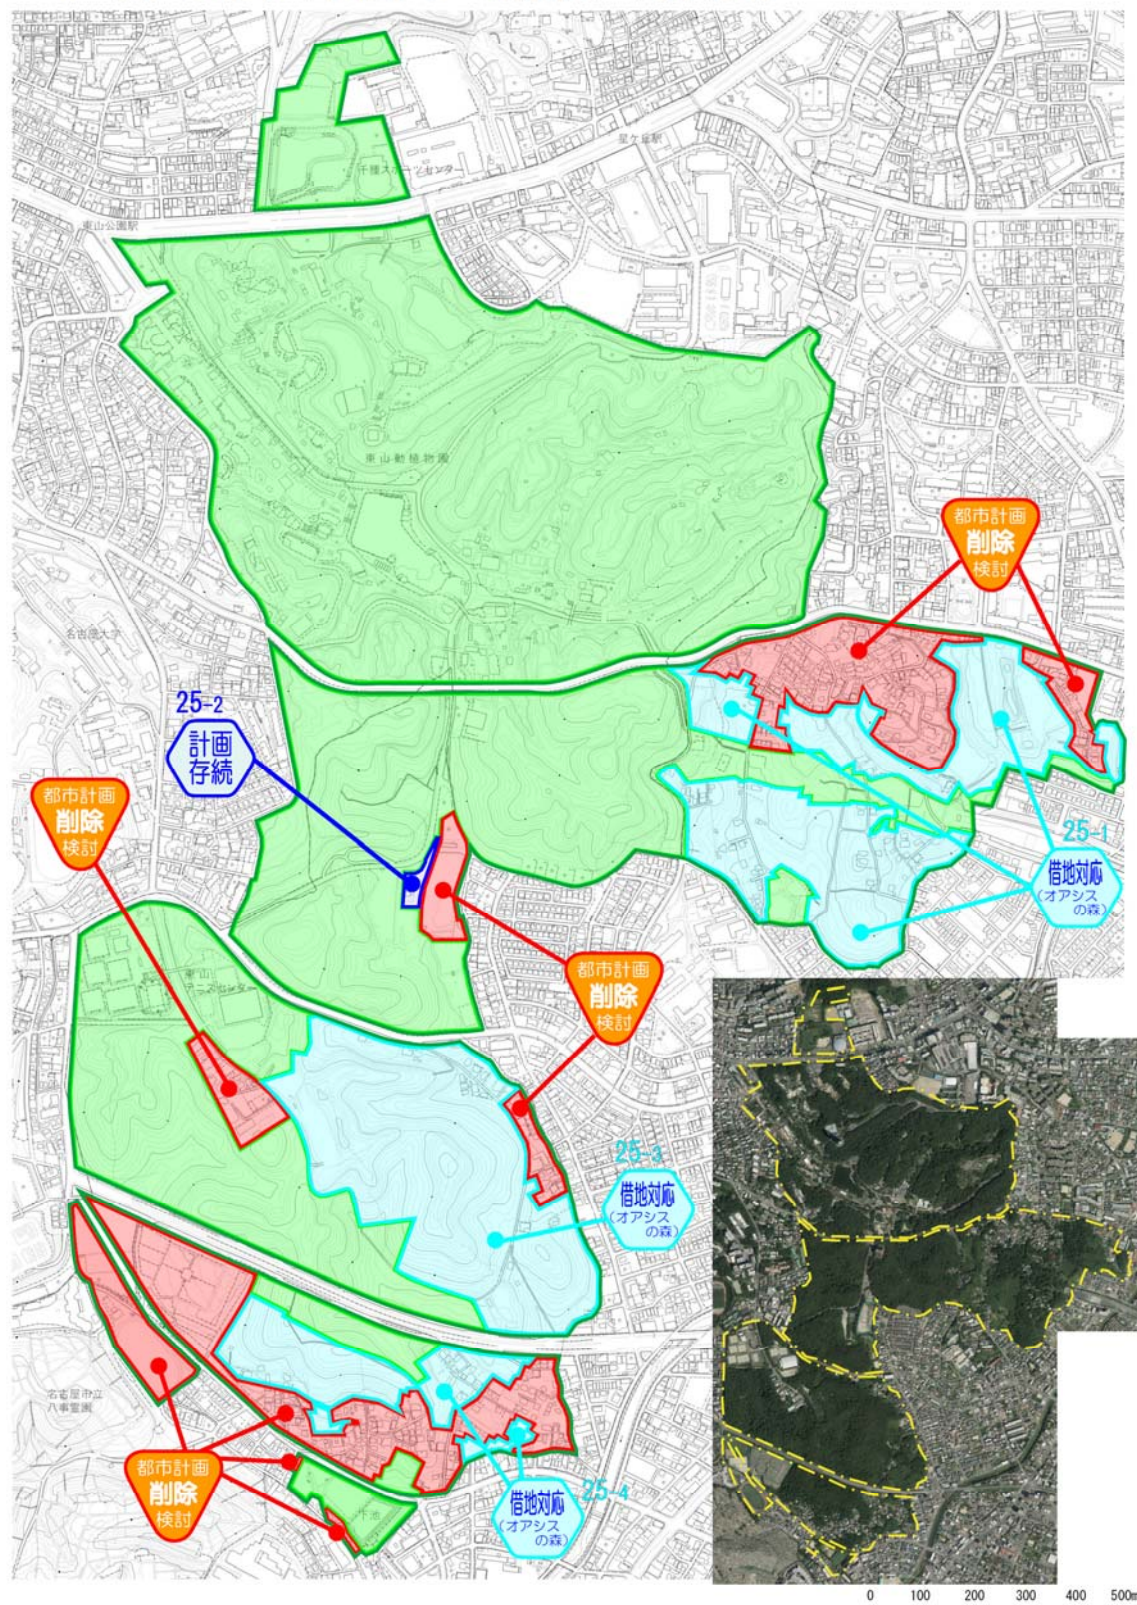 星ヶ丘駅
千種スポーツセンター
東山公園駅
東山動植物園
都市計画
削除
検討
名古屋大学
25-2
計画
存続
都市計画
削除
検討
25-1
借地対応
(オアシス
の森)
都市計画
削除
検討
東山
テニスセンター
25-3
借地対応
(オアシス
の森)
名古屋市立
八事霊園
都市計画
削除
検討
25-4
借地対応
(オアシス
の森)
0 100 200 300 400 500m